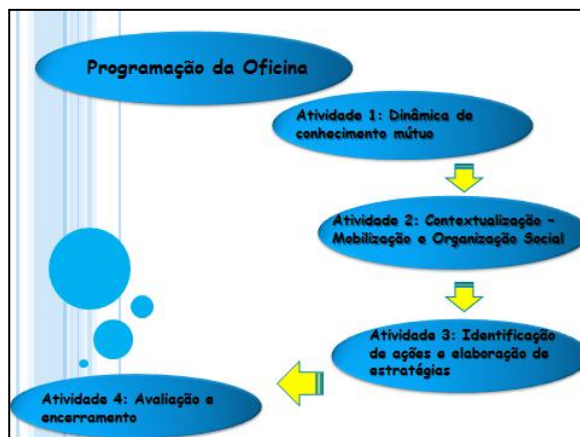 Programação da Oficina
Atividade 1: Dinâmica de
conhecimento mútuo
Atividade 2: Contextualização –
Mobilização e Organização Social
Atividade 3: Identificação
de ações e elaboração de
estratégias
Atividade 4: Avaliação e
encerramento